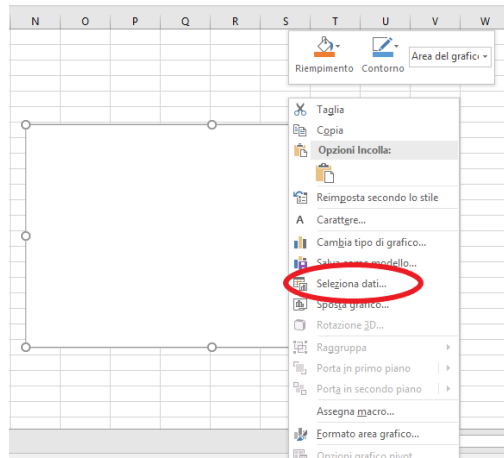 N O P Q R S T U V W
Riempimento Contorno Area del grafico
Taglia
Copia
Opzioni Incolla:
Reimposta secondo lo stile
A Carattere...
Cambia tipo di grafico...
Salva come modello...
Seleziona dati...
Sposta grafico...
Rotazione 3D...
Raggruppa
Porta in primo piano
Porta in secondo piano
Assegna macro...
Formato area grafico...
Opzioni grafico pivot